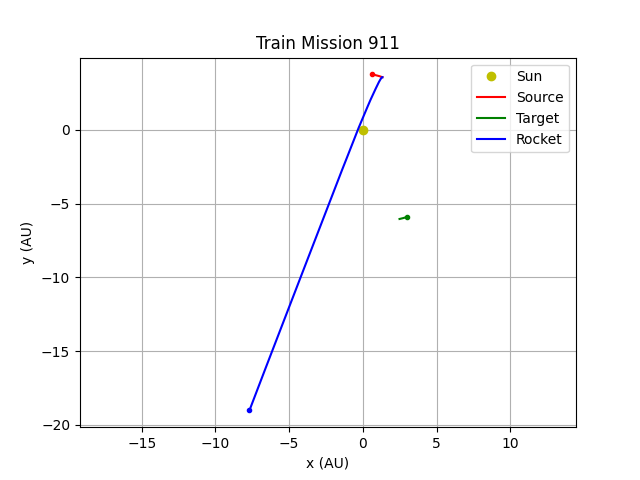 Train Mission 911
Sun
Source
Target
Rocket
0
−5
−10
−15
−20
y (AU)
−15
−10
−5
0
5
10
x (AU)